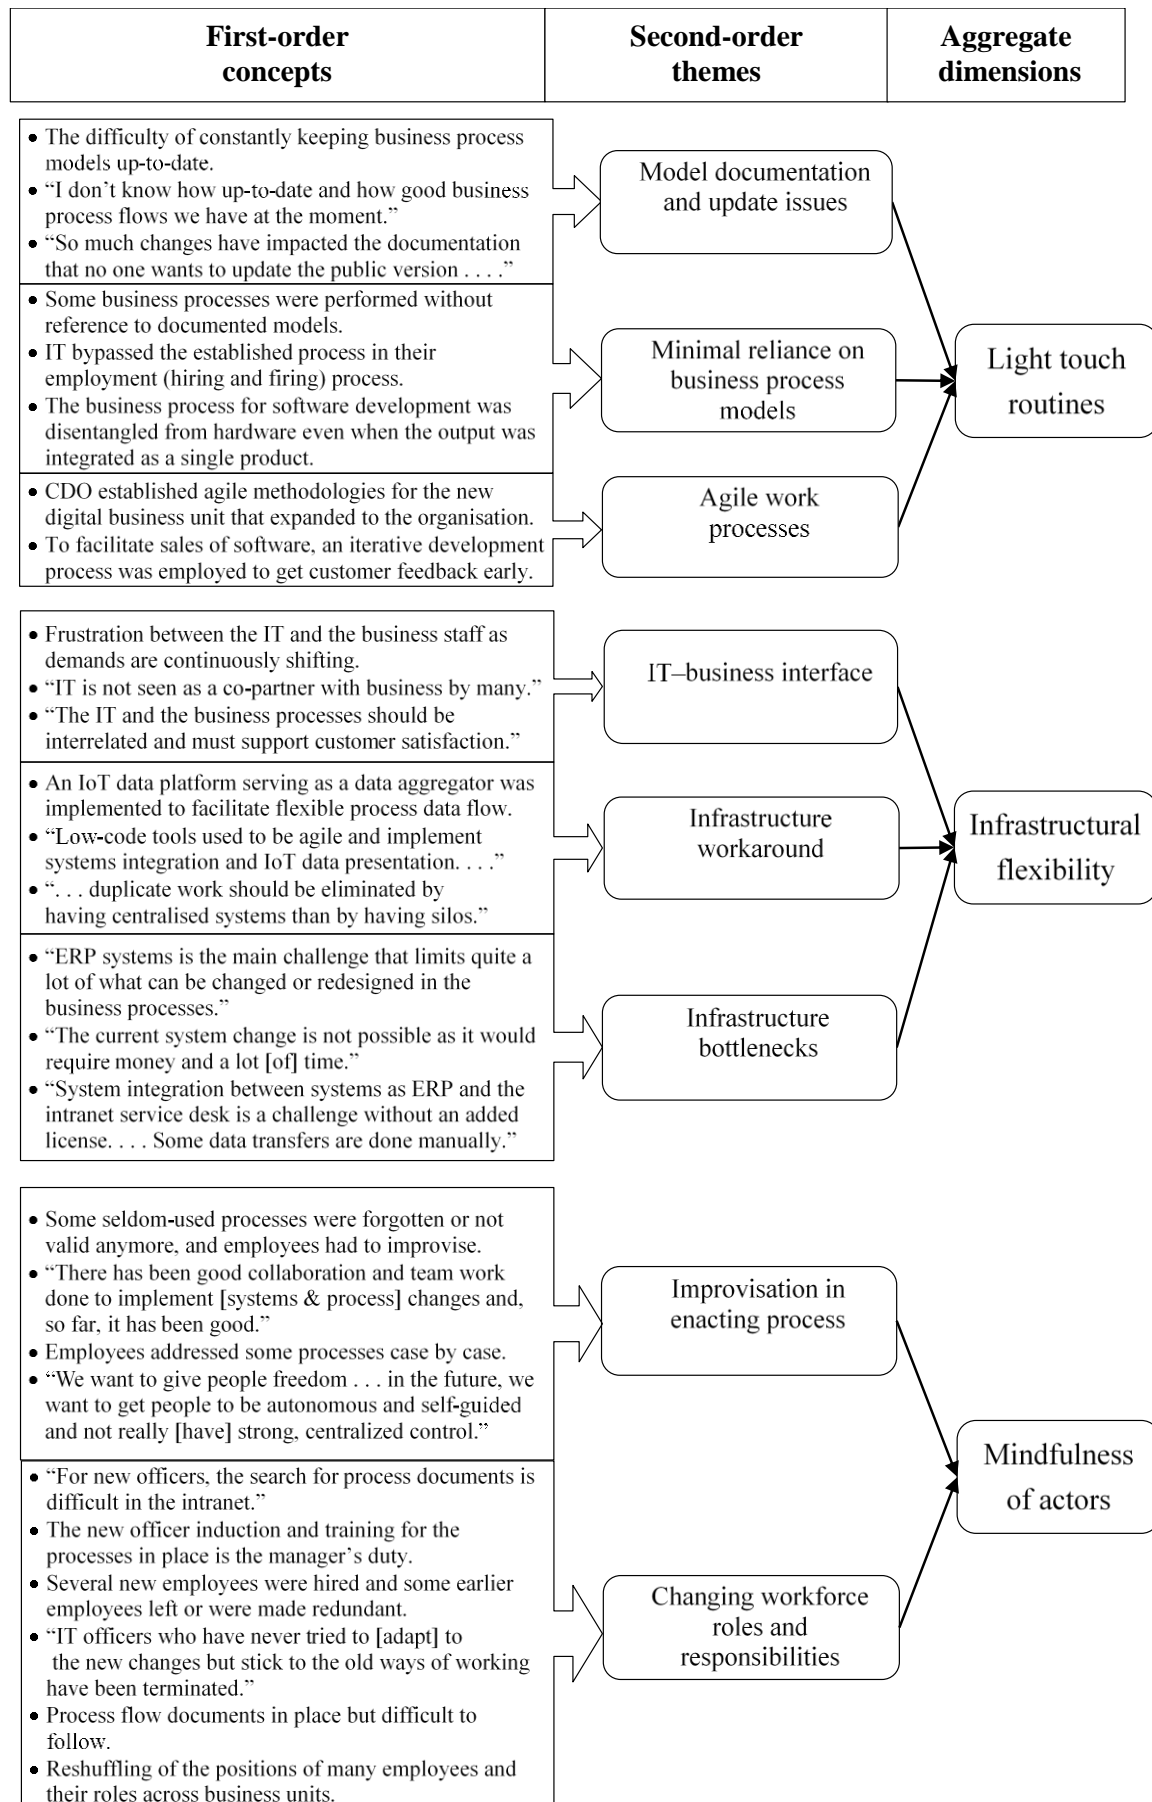 First-order
concepts
Second-order
themes
Aggregate
dimensions
• The difficulty of constantly keeping business process
models up-to-date.
• “I don’t know how up-to-date and how good business
process flows we have at the moment.”
• “So much changes have impacted the documentation
that no one wants to update the public version . . . .”
Model documentation
and update issues
• Some business processes were performed without
reference to documented models.
• IT bypassed the established process in their
employment (hiring and firing) process.
• The business process for software development was
disentangled from hardware even when the output was
integrated as a single product.
Minimal reliance on
business process
models
Light touch
routines
• CDO established agile methodologies for the new
digital business unit that expanded to the organisation.
• To facilitate sales of software, an iterative development
process was employed to get customer feedback early.
Agile work
processes
• Frustration between the IT and the business staff as
demands are continuously shifting.
• “IT is not seen as a co-partner with business by many.”
• “The IT and the business processes should be
interrelated and must support customer satisfaction.”
IT–business interface
• An IoT data platform serving as a data aggregator was
implemented to facilitate flexible process data flow.
• “Low-code tools used to be agile and implement
systems integration and IoT data presentation. . . .”
• “. . . duplicate work should be eliminated by
having centralised systems than by having silos.”
Infrastructure
workaround
Infrastructural
flexibility
• “ERP systems is the main challenge that limits quite a
lot of what can be changed or redesigned in the
business processes.”
• “The current system change is not possible as it would
require money and a lot [of] time.”
• “System integration between systems as ERP and the
intranet service desk is a challenge without an added
license. . . . Some data transfers are done manually.”
Infrastructure
bottlenecks
• Some seldom-used processes were forgotten or not
valid anymore, and employees had to improvise.
• “There has been good collaboration and team work
done to implement [systems & process] changes and,
so far, it has been good.”
• Employees addressed some processes case by case.
• “We want to give people freedom . . . in the future, we
want to get people to be autonomous and self-guided
and not really [have] strong, centralized control.”
Improvisation in
enacting process
Mindfulness
of actors
• “For new officers, the search for process documents is
difficult in the intranet.”
• The new officer induction and training for the
processes in place is the manager’s duty.
• Several new employees were hired and some earlier
employees left or were made redundant.
• “IT officers who have never tried to [adapt] to
the new changes but stick to the old ways of working
have been terminated.”
• Process flow documents in place but difficult to
follow.
• Reshuffling of the positions of many employees and
their roles across business units.
Changing workforce
roles and
responsibilities